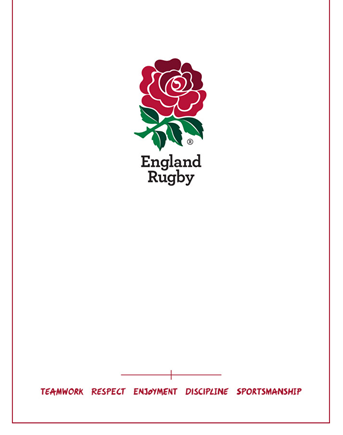 ®
England
Rugby
TEAMWORK RESPECT ENJOYMENT DISCIPLINE SPORTSMANSHIP